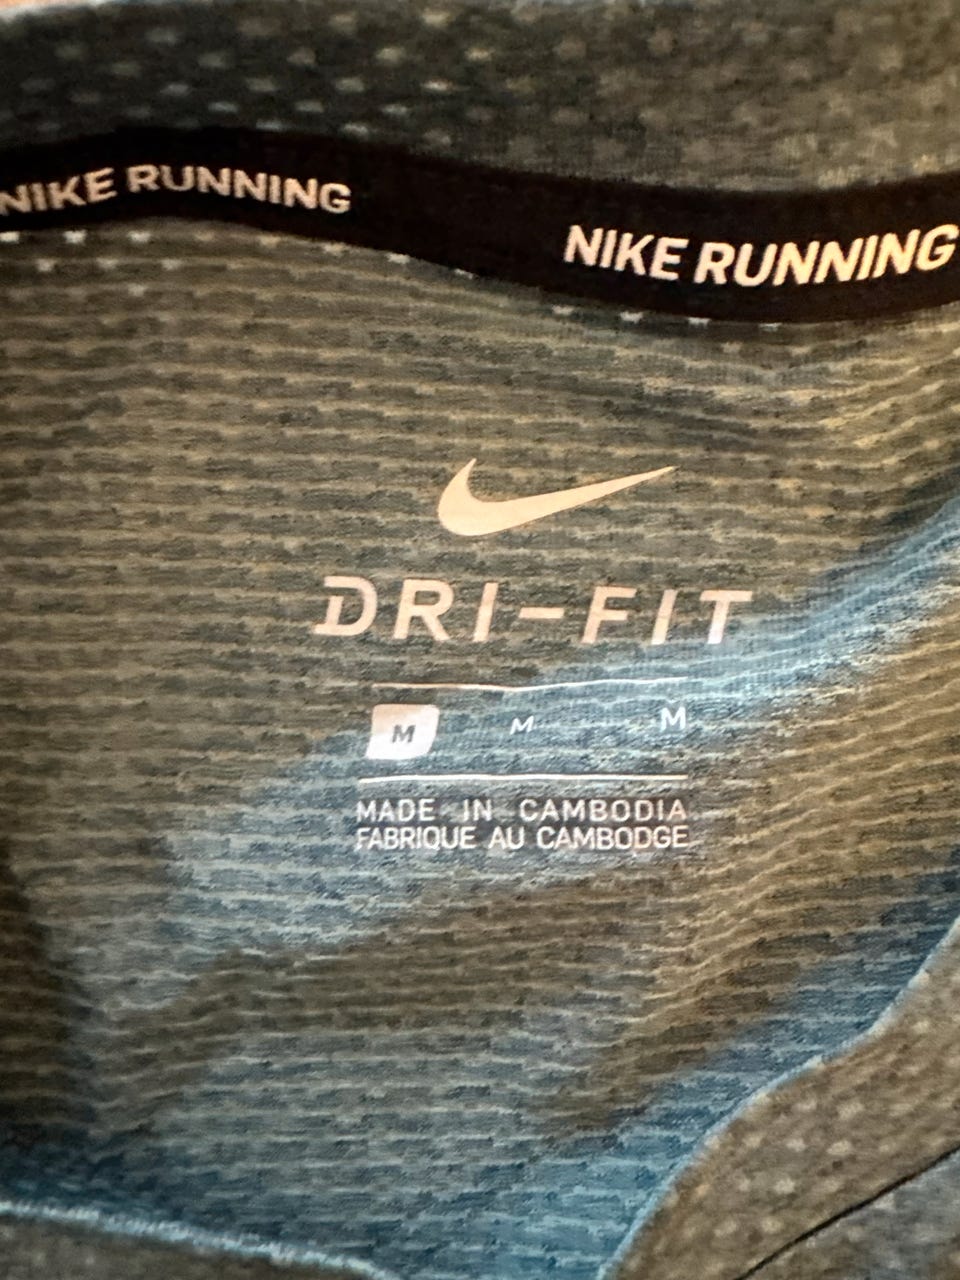 NIKE RUNNING
NIKE RUNNING
DRI-FIT
M M M
MADE IN CAMBODIA
FABRIQUE AU CAMBODGE